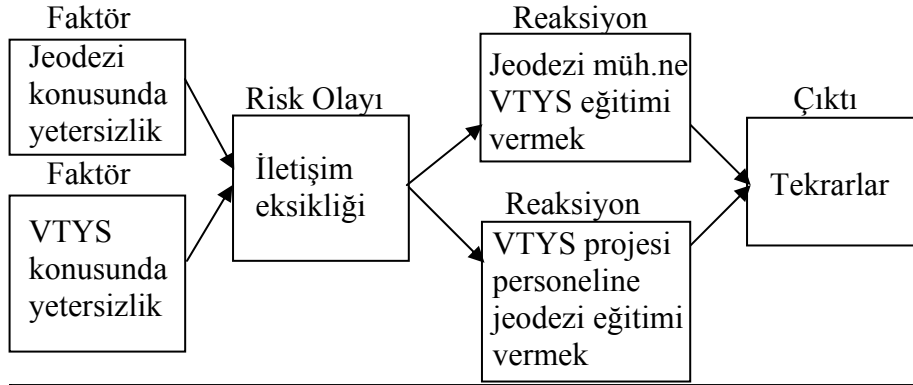 Faktör
Jeodezi
konusunda
yetersizlik
Faktör
VTYS
konusunda
yetersizlik
Risk Olayı
İletişim
eksikliği
Reaksiyon
Jeodezi müh.ne
VTYS eğitimi
vermek
Reaksiyon
VTYS projesi
personeline
jeodezi eğitimi
vermek
Çıktı
Tekrarlar